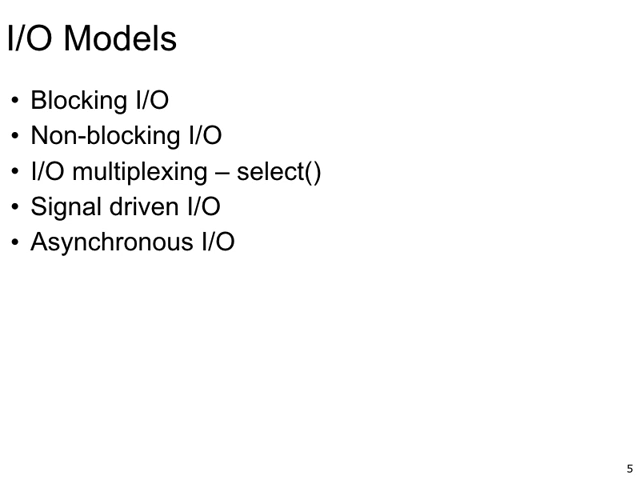 I/O Models
• Blocking I/O
• Non-blocking I/O
• I/O multiplexing – select()
• Signal driven I/O
• Asynchronous I/O
5